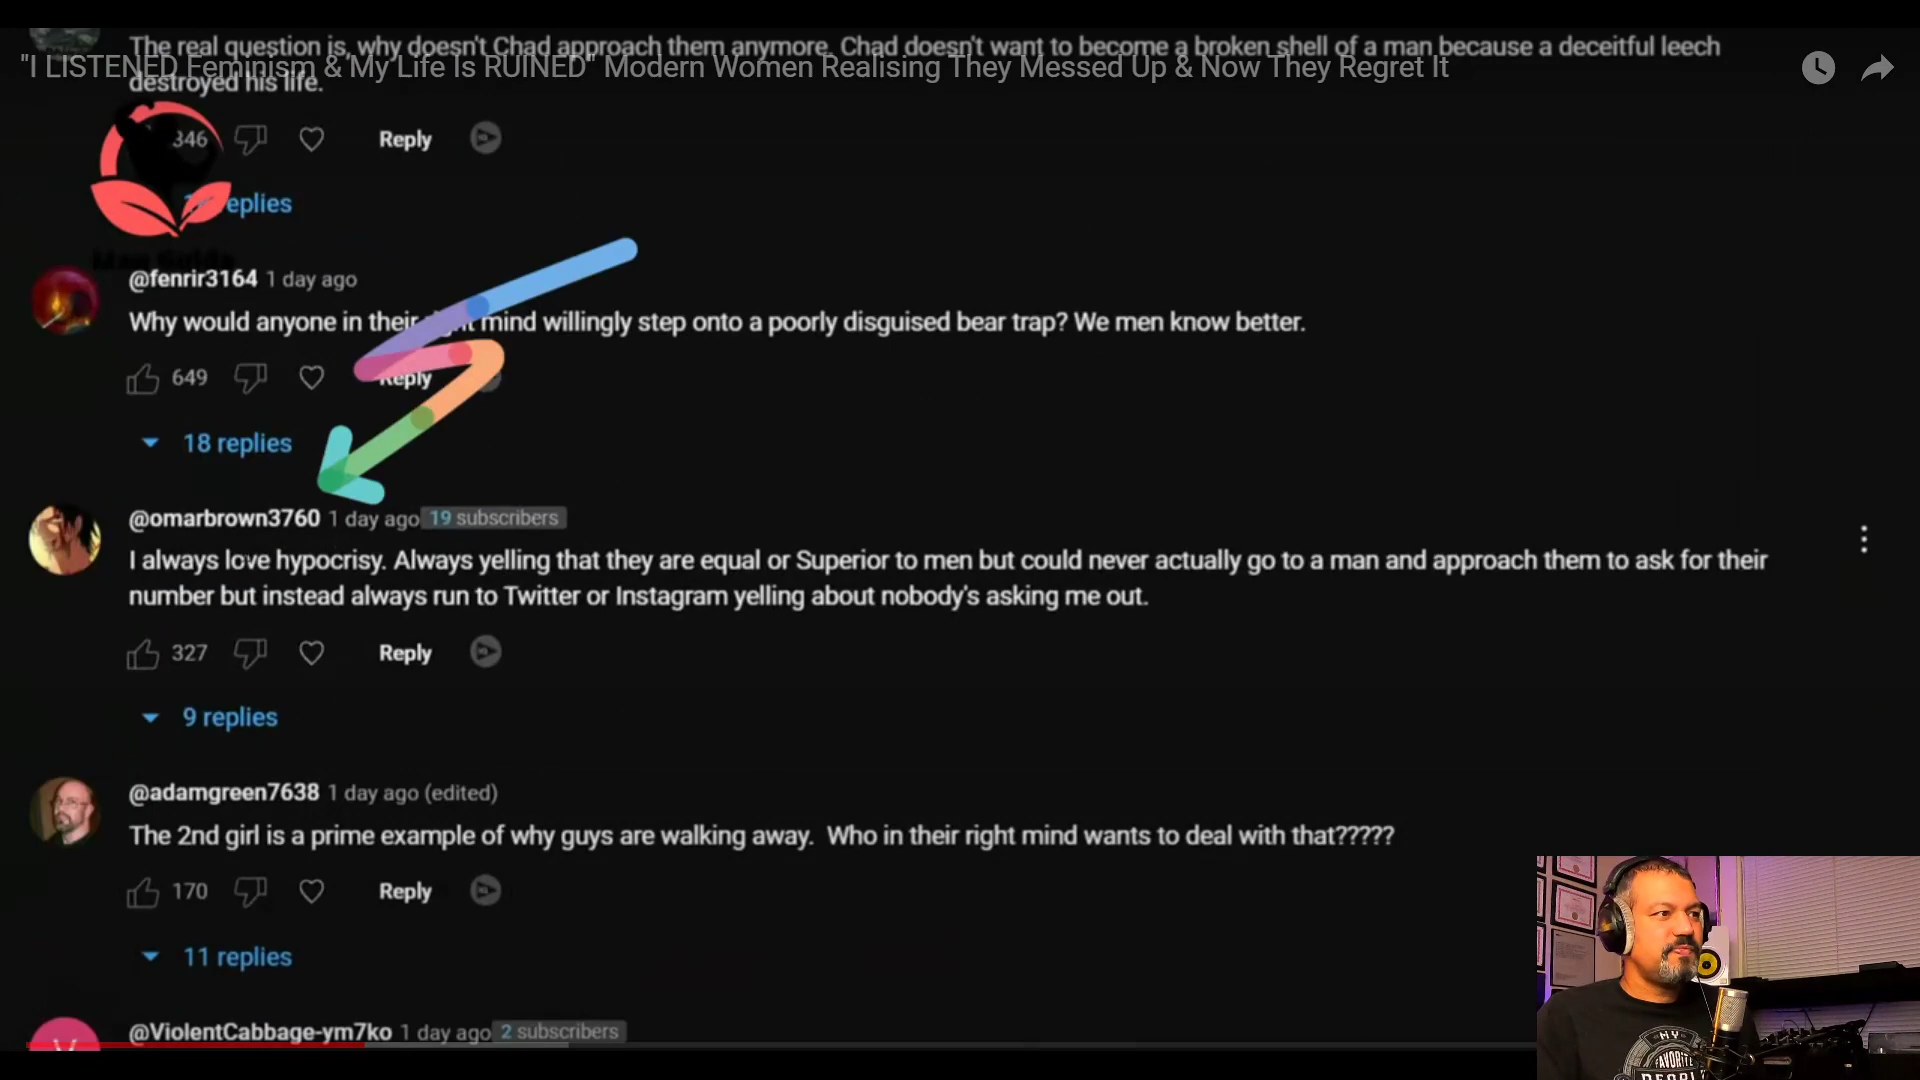 The real question is, why doesn't Chad approach them anymore. Chad doesn't want to become a broken shell of a man because a deceitful leech
"I LISTENED Feminism & My Life Is RUINED" Modern Women Realising They Messed Up & Now They Regret It
destroyed his life.
346 Reply
replies
@fenrir3164 1 day ago
Why would anyone in their mind willingly step onto a poorly disguised bear trap? We men know better.
649 Reply
18 replies
@omarbrown3760 1 day ago 19 subscribers
I always love hypocrisy. Always yelling that they are equal or Superior to men but could never actually go to a man and approach them to ask for their
number but instead always run to Twitter or Instagram yelling about nobody's asking me out.
327 Reply
9 replies
@adamgreen7638 1 day ago (edited)
The 2nd girl is a prime example of why guys are walking away. Who in their right mind wants to deal with that?????
170 Reply
11 replies
@ViolentCabbage-ym7ko 1 day ago 2 subscribers
MY
FAVORITE
PEOPL